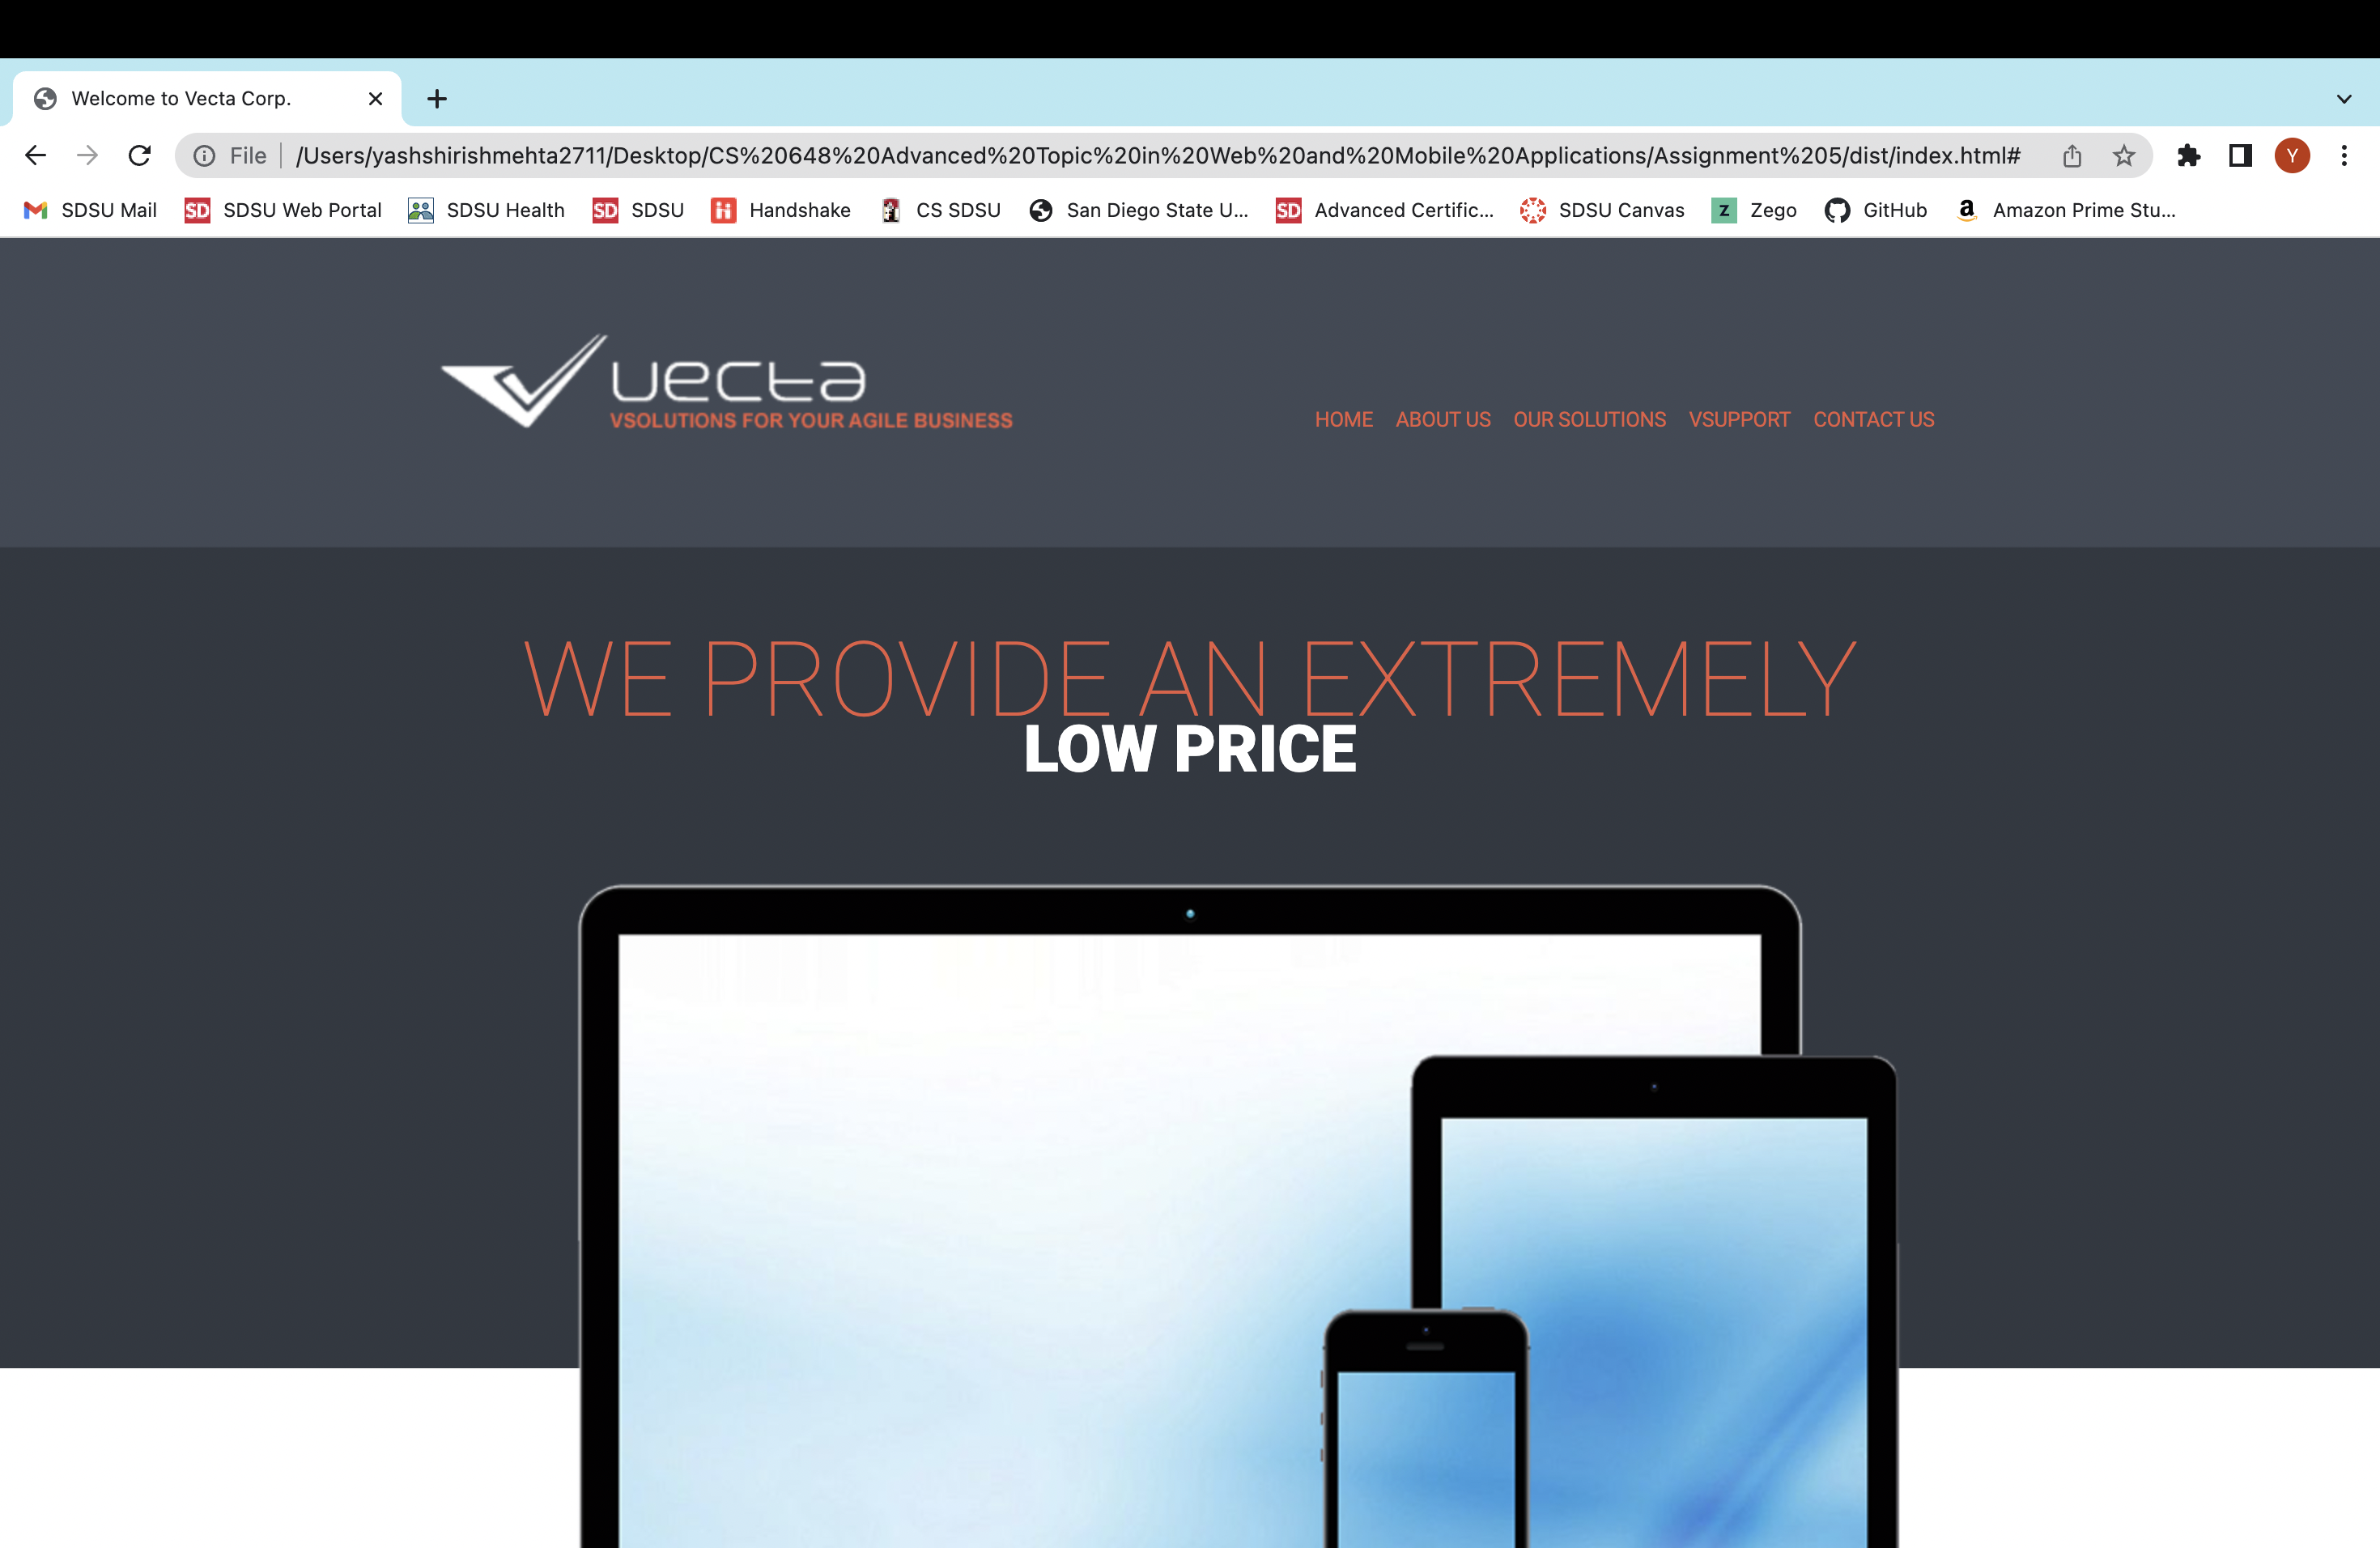 Welcome to Vecta Corp.
File /Users/yashshirishmehta2711/Desktop/CS%20648%20Advanced%20Topic%20in%20Web%20and%20Mobile%20Applications/Assignment%205/dist/index.html#
Y
SDSU Mail SD SDSU Web Portal SDSU Health SD SDSU Handshake CS SDSU San Diego State U... SD Advanced Certific... SDSU Canvas Z Zego GitHub a Amazon Prime Stu...
vecta
VSOLUTIONS FOR YOUR AGILE BUSINESS
HOME ABOUT US OUR SOLUTIONS VSUPPORT CONTACT US
WE PROVIDE AN EXTREMELY
LOW PRICE